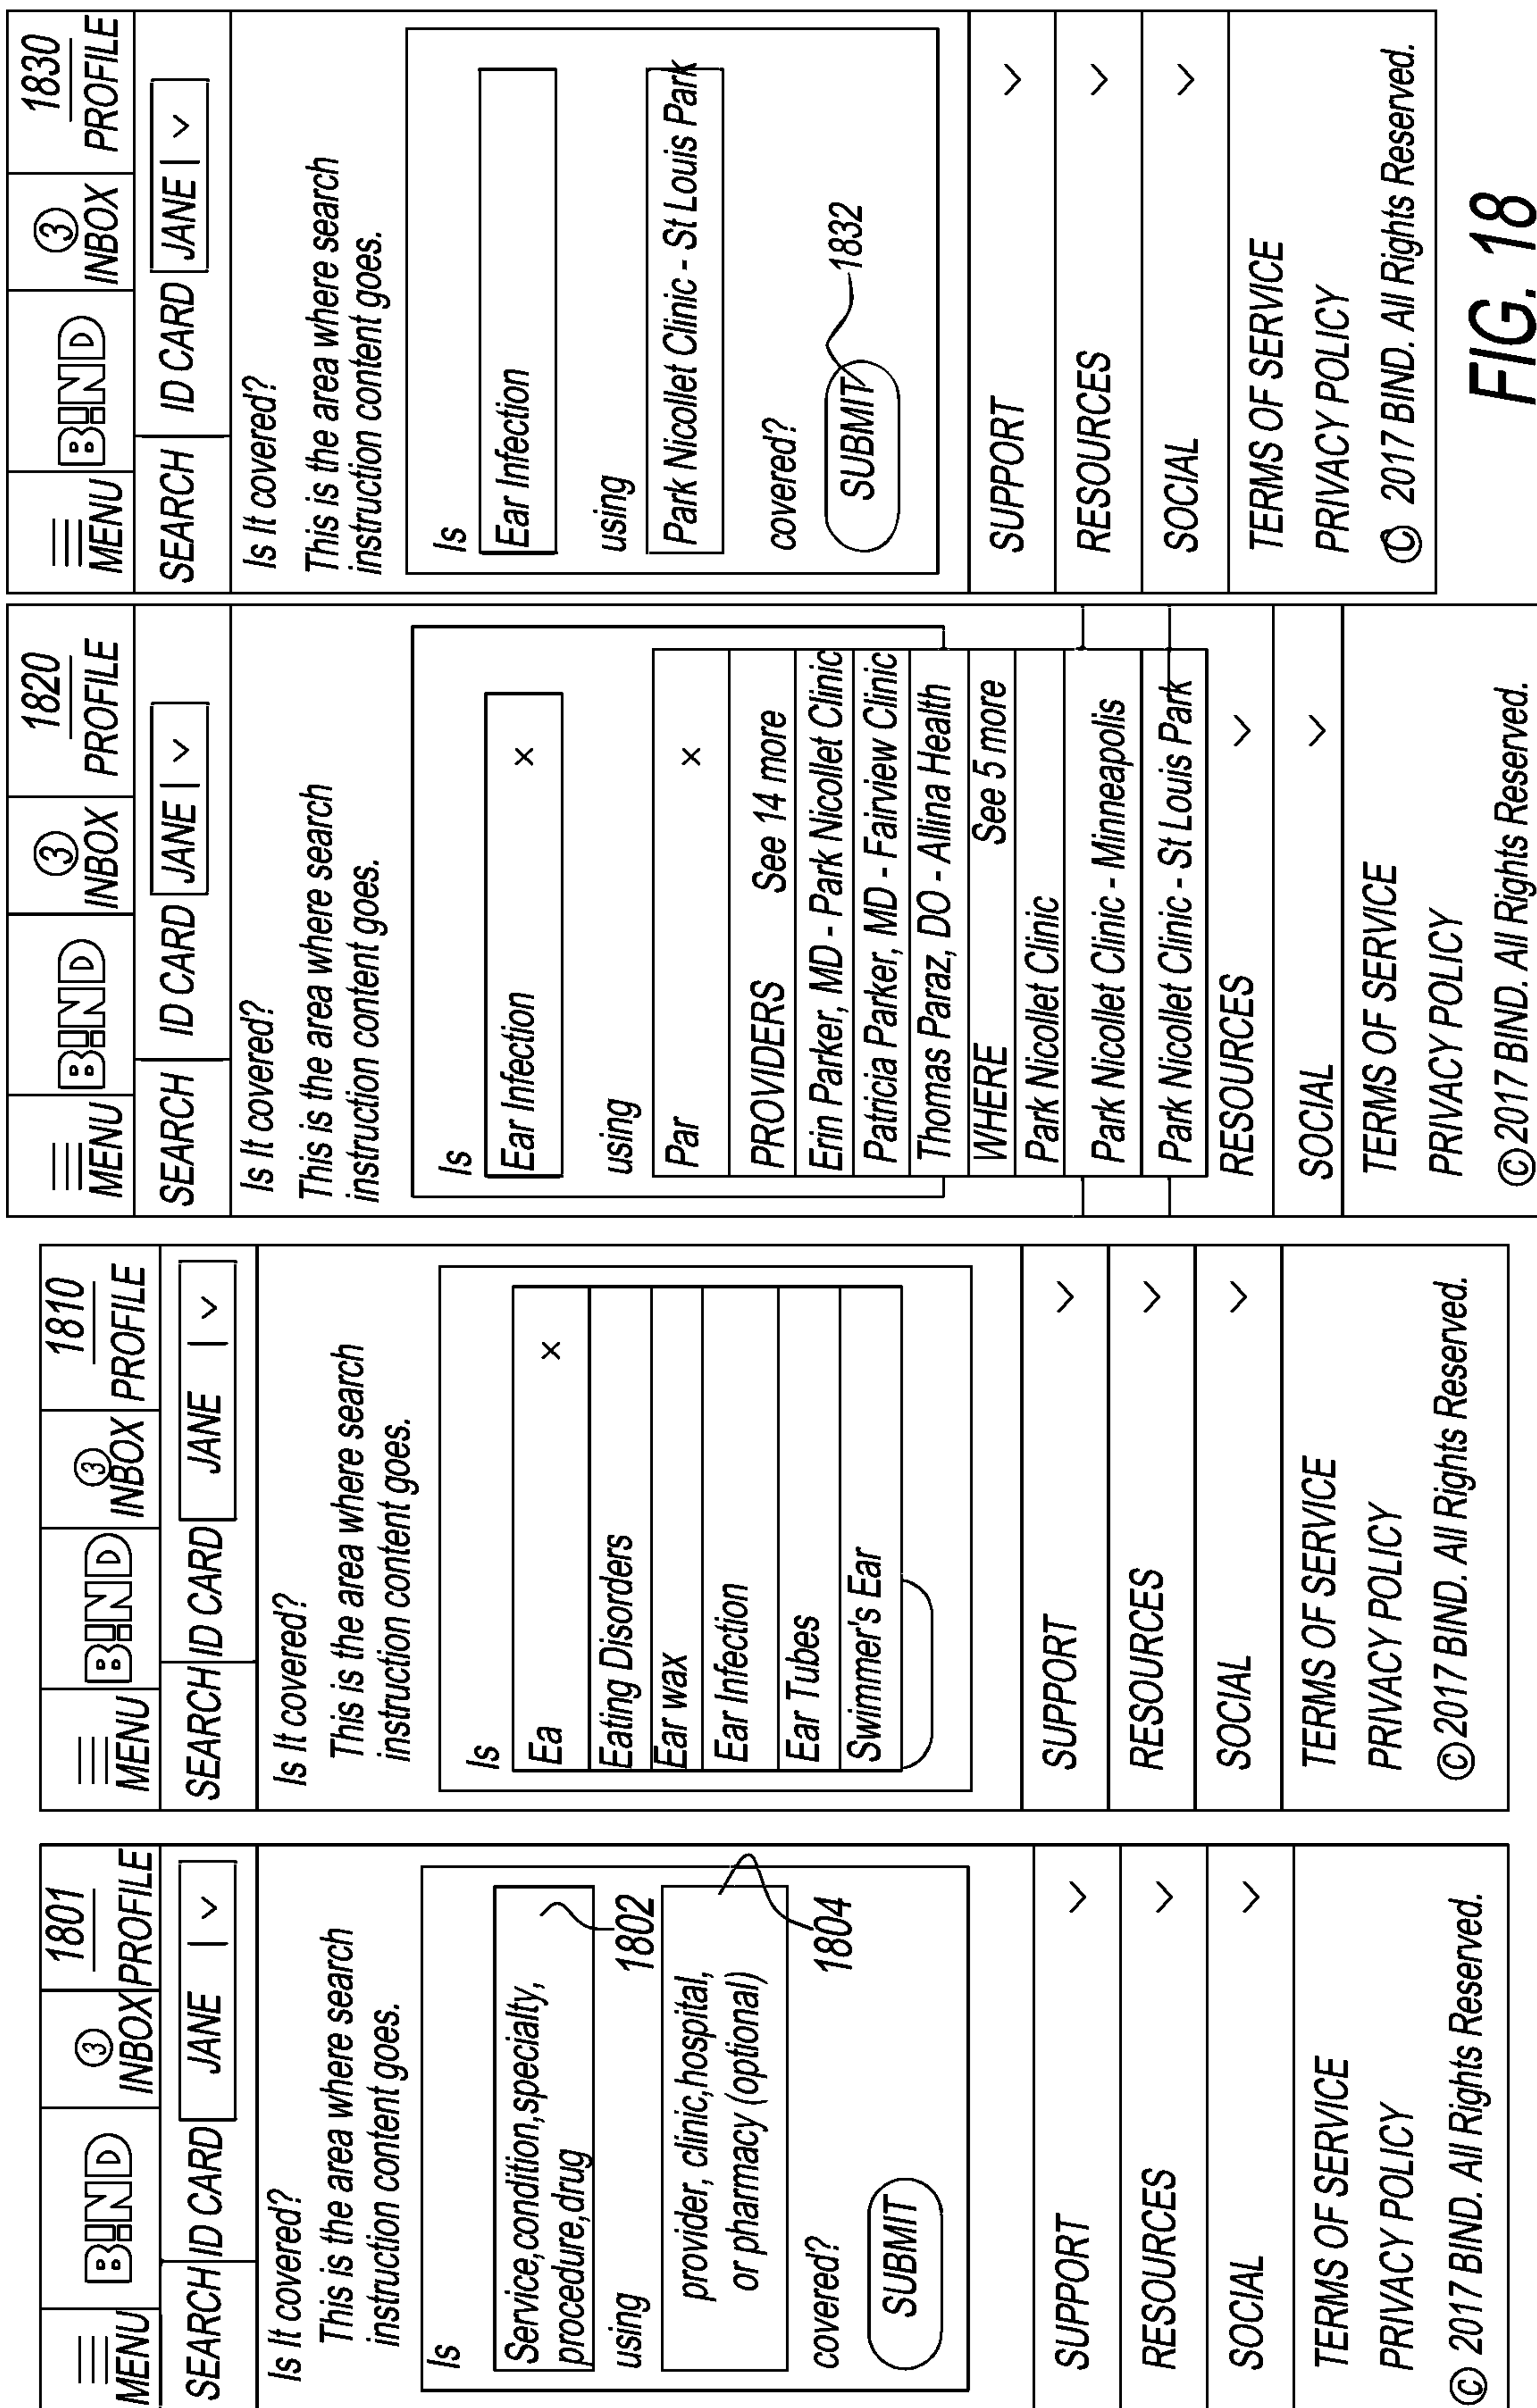 MENU
B!ND
3
INBOX
1801
PROFILE
SEARCH
ID CARD
JANE
Is It covered?
This is the area where search
instruction content goes.
Is
Service,condition,specialty,
procedure,drug
1802
using
provider, clinic,hospital,
or pharmacy (optional)
1804
covered?
SUBMIT
SUPPORT
RESOURCES
SOCIAL
TERMS OF SERVICE
PRIVACY POLICY
© 2017 BIND. All Rights Reserved.
MENU
B!ND
3
INBOX
1810
PROFILE
SEARCH
ID CARD
JANE
Is It covered?
This is the area where search
instruction content goes.
Is
Ea ×
Eating Disorders
Ear wax
Ear Infection
Ear Tubes
Swimmer's Ear
SUPPORT
RESOURCES
SOCIAL
TERMS OF SERVICE
PRIVACY POLICY
© 2017 BIND. All Rights Reserved.
MENU
B!ND
3
INBOX
1820
PROFILE
SEARCH
ID CARD
JANE
Is It covered?
This is the area where search
instruction content goes.
Is
Ear Infection ×
using
Par ×
PROVIDERS See 14 more
Erin Parker, MD - Park Nicollet Clinic
Patricia Parker, MD - Fairview Clinic
Thomas Paraz, DO - Allina Health
WHERE See 5 more
Park Nicollet Clinic
Park Nicollet Clinic - Minneapolis
Park Nicollet Clinic - St Louis Park
RESOURCES
SOCIAL
TERMS OF SERVICE
PRIVACY POLICY
© 2017 BIND. All Rights Reserved.
MENU
B!ND
3
INBOX
1830
PROFILE
SEARCH
ID CARD
JANE
Is It covered?
This is the area where search
instruction content goes.
Is
Ear Infection
using
Park Nicollet Clinic - St Louis Park
covered?
SUBMIT
1832
SUPPORT
RESOURCES
SOCIAL
TERMS OF SERVICE
PRIVACY POLICY
© 2017 BIND. All Rights Reserved.
FIG. 18